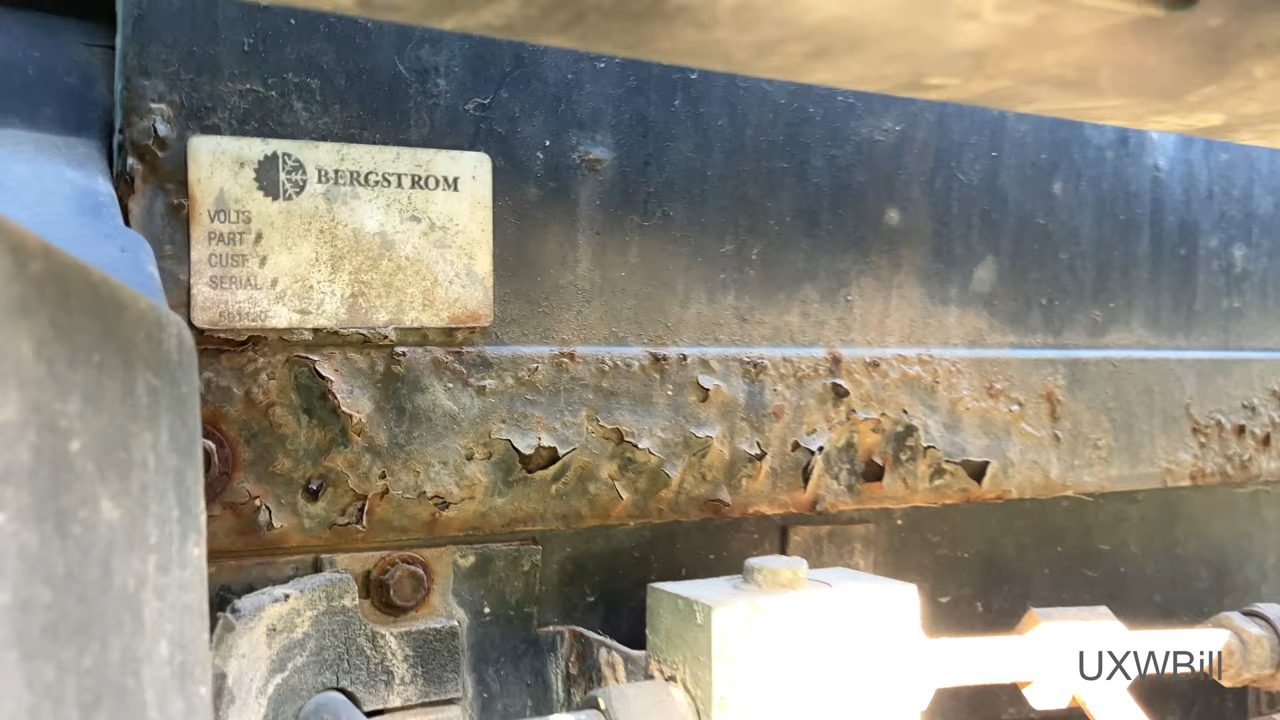 BERGSTROM
VOLTS
PART #
CUST #
SERIAL #
UXWBill